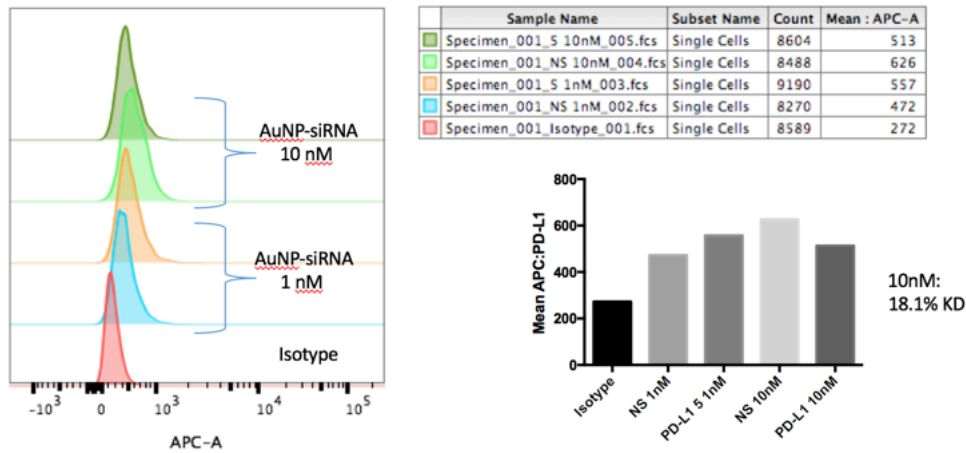 AuNP-siRNA
10 nM
AuNP-siRNA
1 nM
Isotype
-10³ 0 10³ 10⁴ 10⁵
APC-A
Sample Name Subset Name Count Mean : APC-A
Specimen_001_5 10nM_005.fcs Single Cells 8604 513
Specimen_001_NS 10nM_004.fcs Single Cells 8488 626
Specimen_001_5 1nM_003.fcs Single Cells 9190 557
Specimen_001_NS 1nM_002.fcs Single Cells 8270 472
Specimen_001_Isotype_001.fcs Single Cells 8589 272
Mean APC:PD-L1
800
600
400
200
0
Isotype
NS 1nM
PD-L1 5 1nM
NS 10nM
PD-L1 10nM
10nM:
18.1% KD